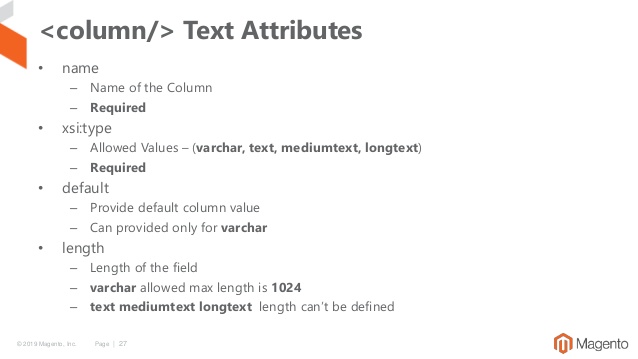 <column/> Text Attributes
• name
– Name of the Column
– Required
• xsi:type
– Allowed Values – (varchar, text, mediumtext, longtext)
– Required
• default
– Provide default column value
– Can provided only for varchar
• length
– Length of the field
– varchar allowed max length is 1024
– text mediumtext longtext length can't be defined
© 2019 Magento, Inc. Page | 27
Magento